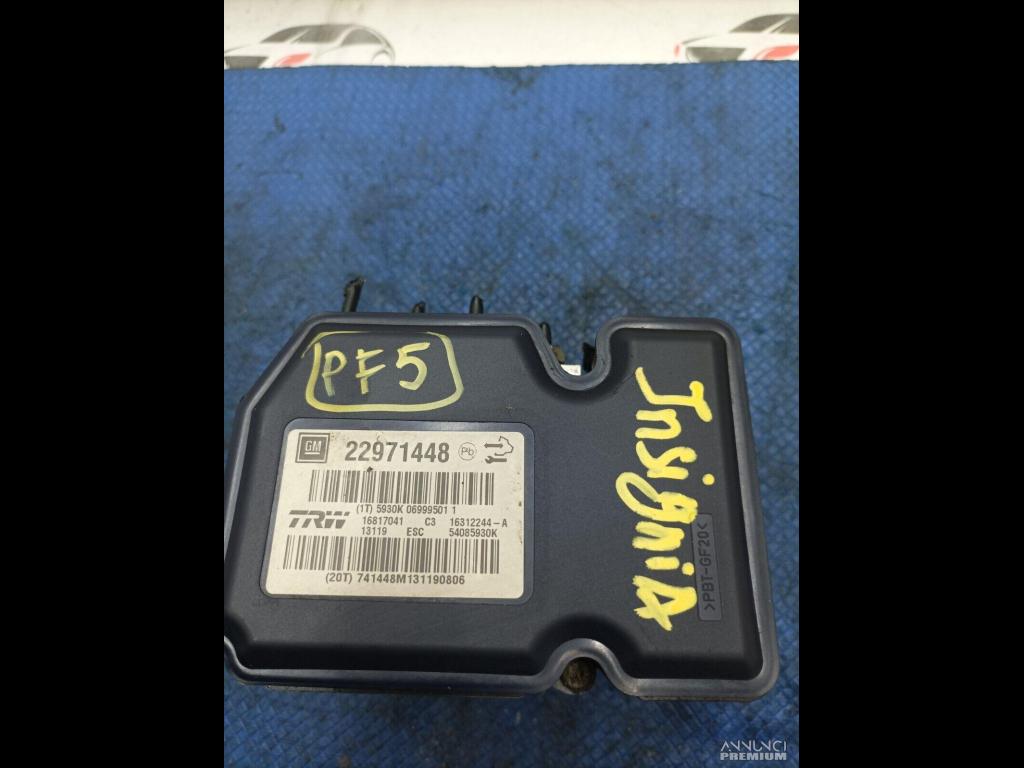 PF5
GM 22971448 Pb
(1T) 5930K 06999501 1
TRW
16817041 C3 16312244-A
13119 ESC 54085930K
(20T) 741448M131190806
Insignia
>PBT-GF20<
ANNUNCI
PREMIUM